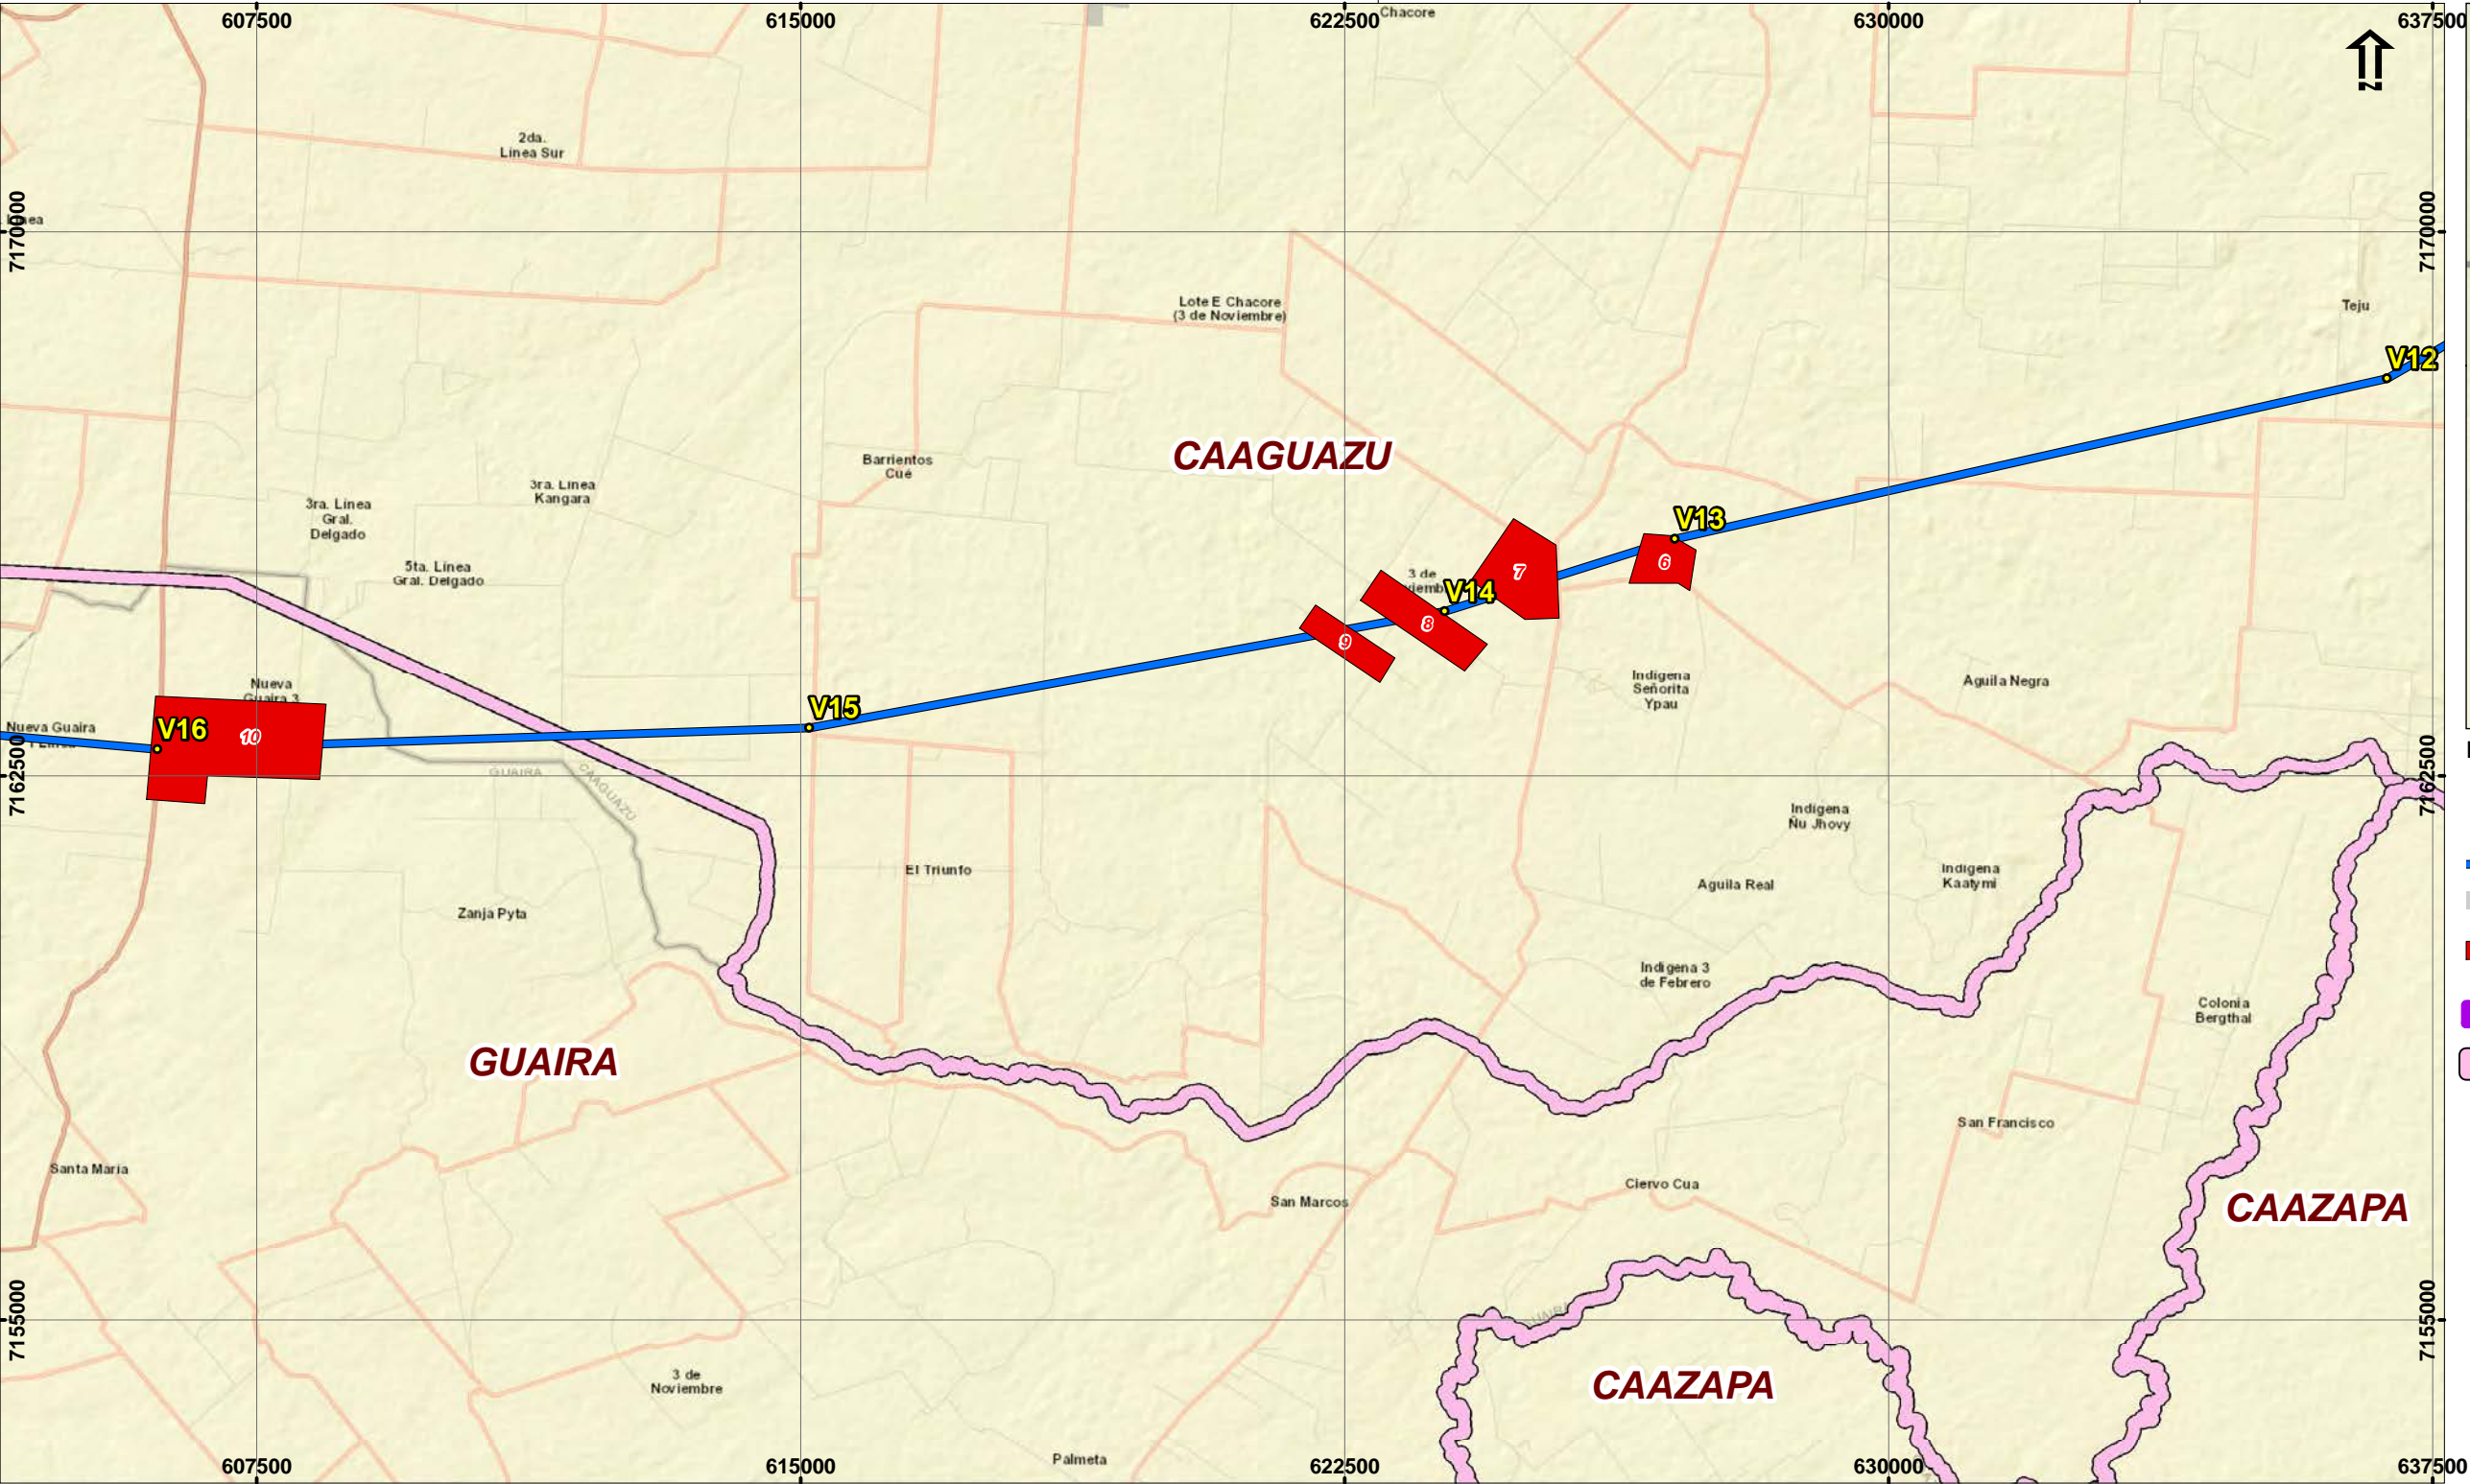 607500
615000
622500
Chacore
630000
637500
N
2da.
Linea Sur
7170000
7170000
Linea
Lote E Chacore
(3 de Noviembre)
Teju
V12
CAAGUAZU
Barrientos
Cué
3ra. Linea
Kangara
3ra. Linea
Gral.
Delgado
5ta. Linea
Gral. Delgado
V13
6
7
3 de
V14
8
9
Indigena
Señorita
Ypau
Aguila Negra
Nueva
Guaira 3
Nueva Guaira
V16
10
V15
GUAIRA
CAAGUAZU
7162500
7162500
Indigena
Ñu Jhovy
Indigena
Kaatymi
El Triunfo
Aguila Real
Zanja Pyta
Indigena 3
de Febrero
Colonia
Bergthal
GUAIRA
San Francisco
Santa Maria
Ciervo Cua
San Marcos
CAAZAPA
7155000
7155000
3 de
Noviembre
CAAZAPA
Palmeta
607500
615000
622500
630000
637500